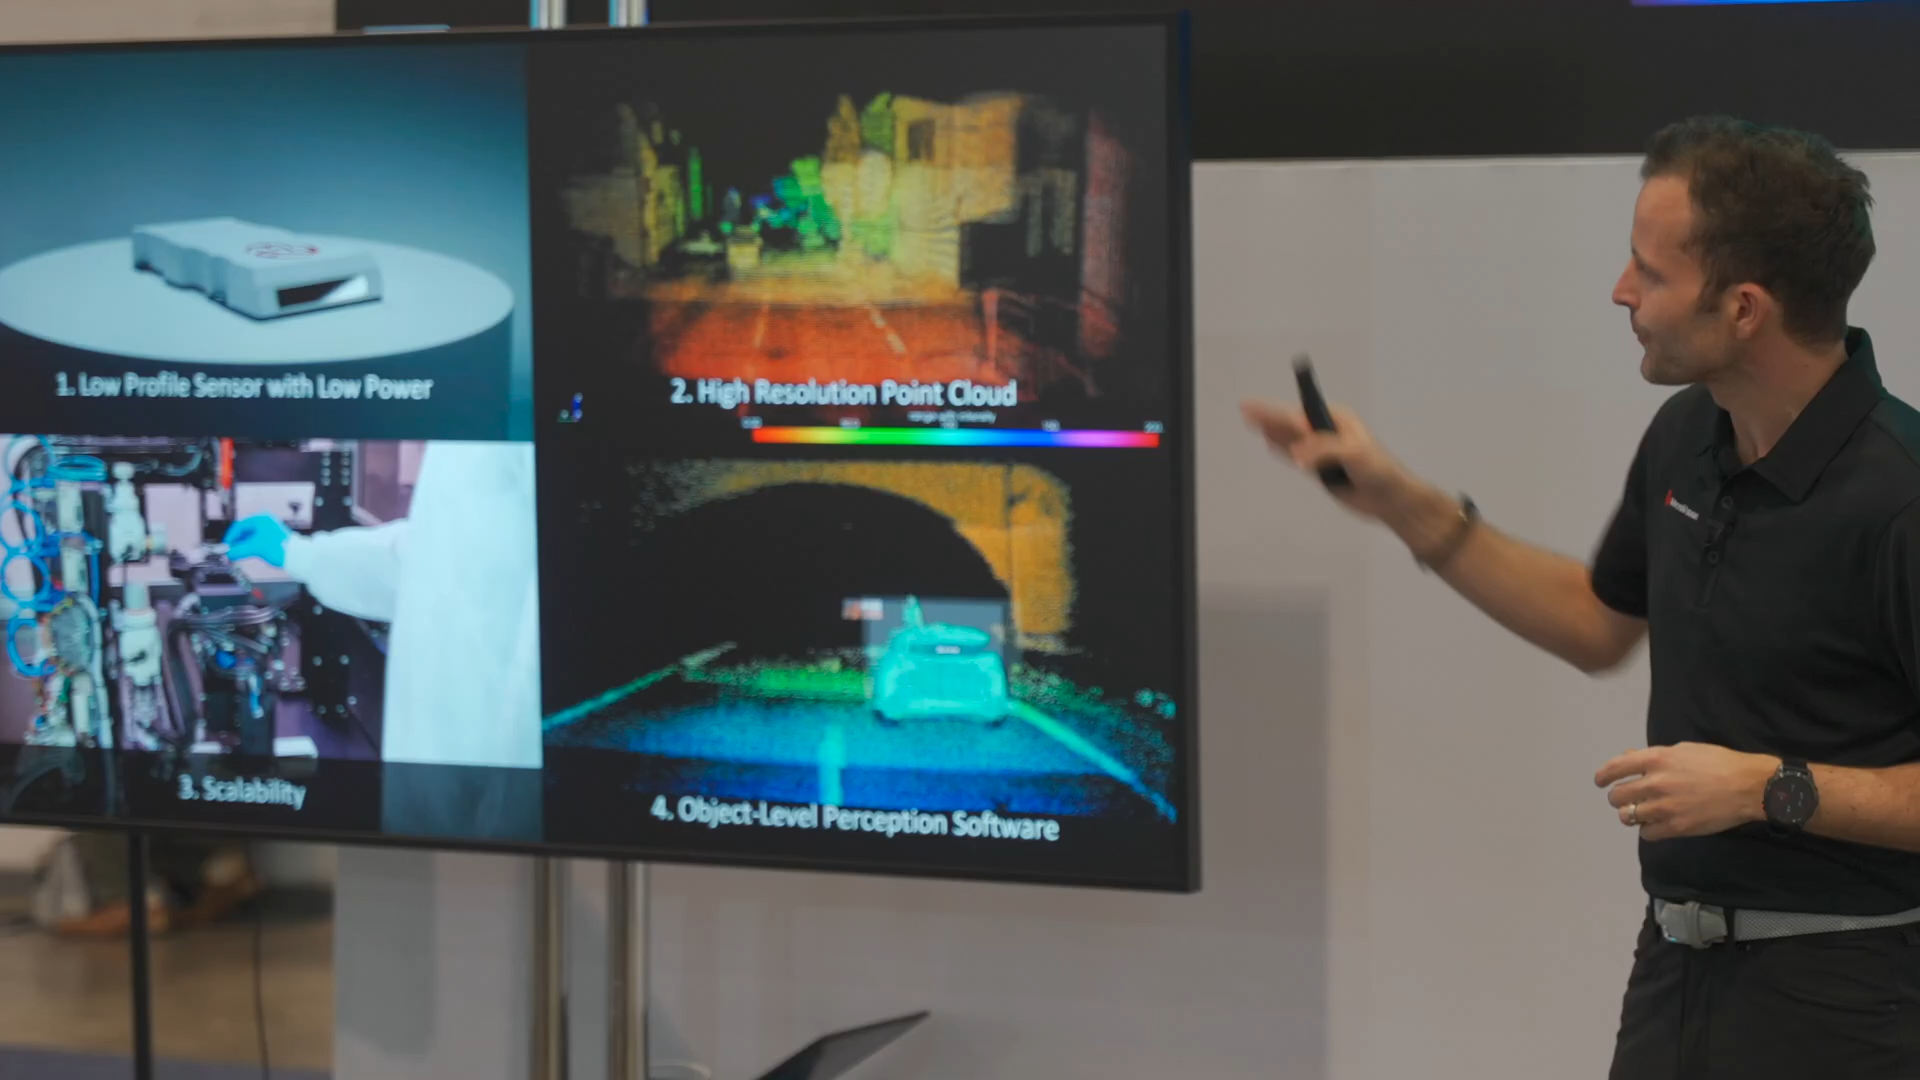 1. Low Profile Sensor with Low Power
2. High Resolution Point Cloud
3. Scalability
4. Object-Level Perception Software